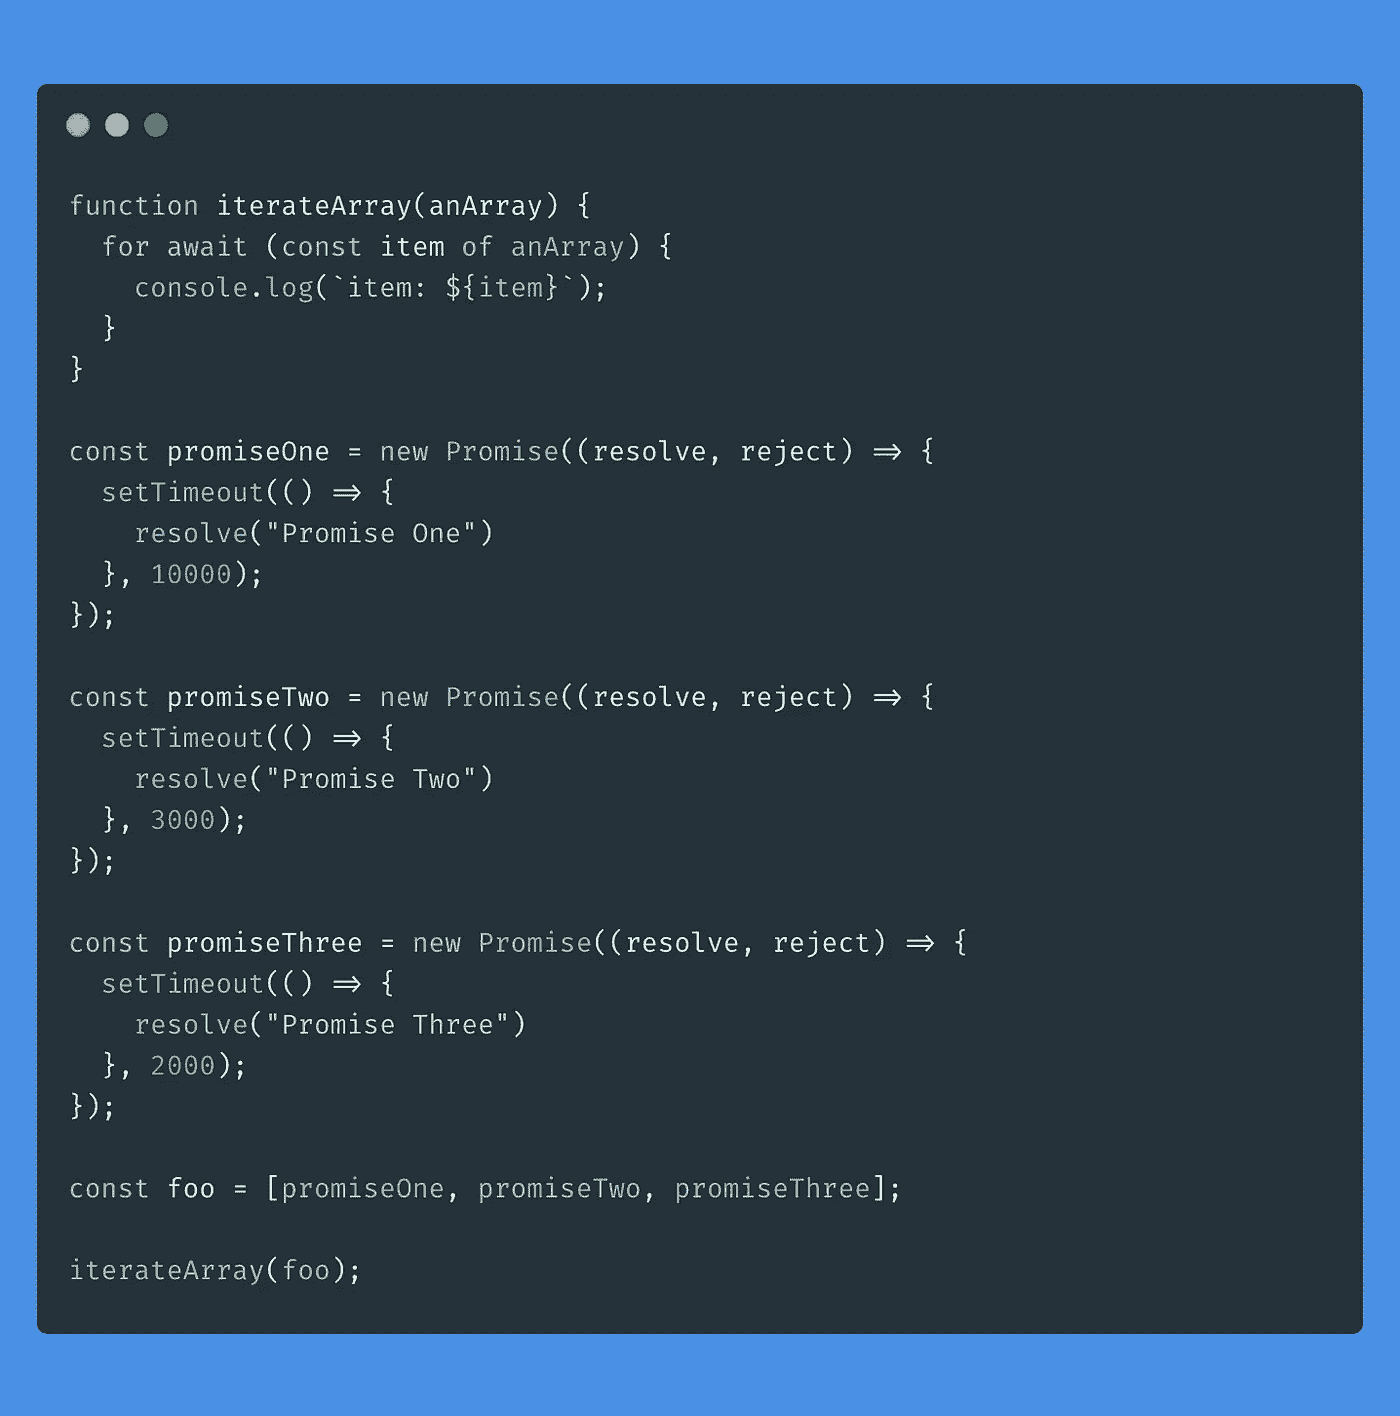 function iterateArray(anArray) {
  for await (const item of anArray) {
    console.log(`item: ${item}`);
  }
}

const promiseOne = new Promise((resolve, reject) => {
  setTimeout(() => {
    resolve("Promise One")
  }, 10000);
});

const promiseTwo = new Promise((resolve, reject) => {
  setTimeout(() => {
    resolve("Promise Two")
  }, 3000);
});

const promiseThree = new Promise((resolve, reject) => {
  setTimeout(() => {
    resolve("Promise Three")
  }, 2000);
});

const foo = [promiseOne, promiseTwo, promiseThree];

iterateArray(foo);